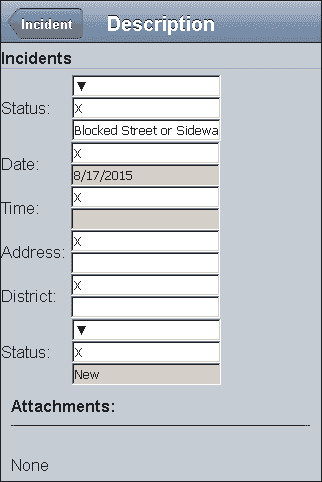 Incident Description
Incidents
▼
Status: X
Blocked Street or Sidewa
Date: X
8/17/2015
Time: X
Address: X
District: X
▼
Status: X
New
Attachments:
None